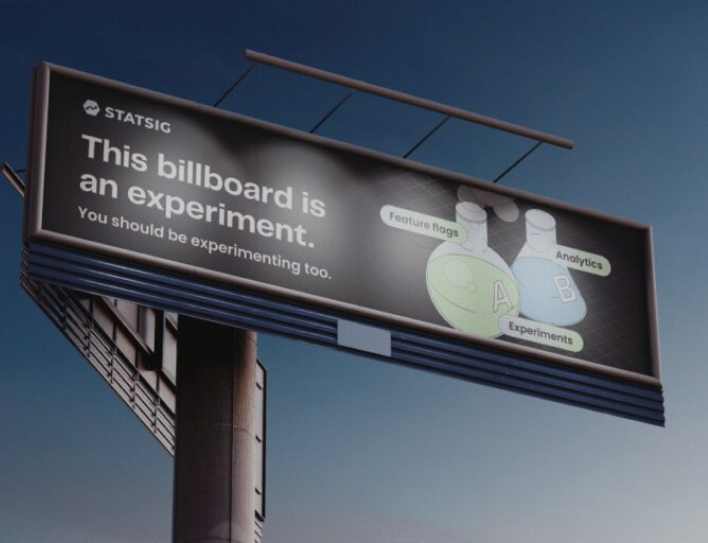 STATSIG
This billboard is
an experiment.
You should be experimenting too.
Feature flags
Analytics
A
B
Experiments